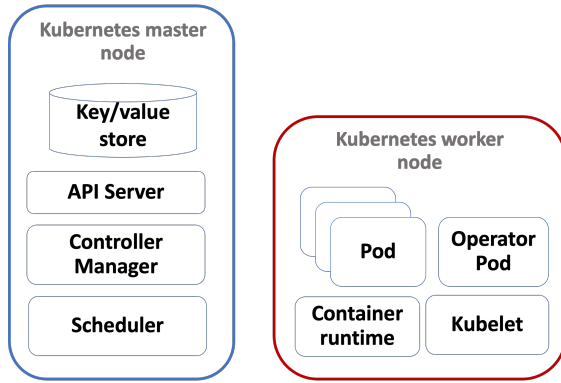 Kubernetes master
node
Key/value
store
API Server
Controller
Manager
Scheduler
Kubernetes worker
node
Pod
Operator
Pod
Container
runtime
Kubelet